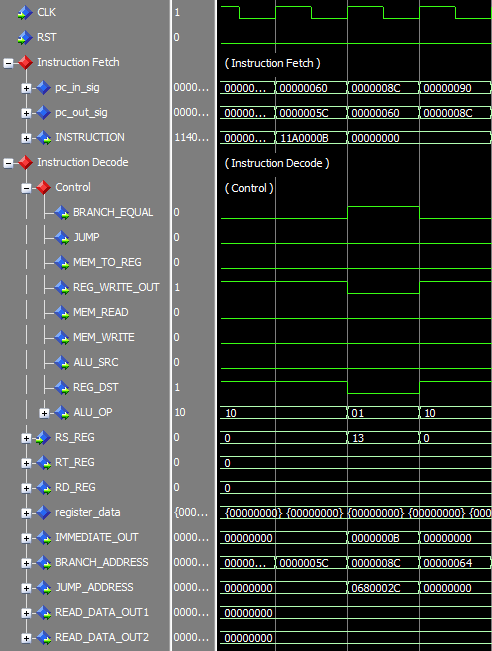 CLK 1
RST 0
Instruction Fetch ( Instruction Fetch )
pc_in_sig 0000... 00000... 00000060 0000008C 00000090
pc_out_sig 0000... 00000... 0000005C 00000060 0000008C
INSTRUCTION 1140... 00000... 11A0000B 00000000
Instruction Decode ( Instruction Decode )
Control ( Control )
BRANCH_EQUAL 0
JUMP 0
MEM_TO_REG 0
REG_WRITE_OUT 1
MEM_READ 0
MEM_WRITE 0
ALU_SRC 0
REG_DST 1
ALU_OP 10 10 01 10
RS_REG 0 0 13 0
RT_REG 0 0
RD_REG 0 0
register_data {000... {00000000} {00000000} {00000000} {00000000} {000
IMMEDIATE_OUT 0000... 00000000 0000000B 00000000
BRANCH_ADDRESS 0000... 00000... 0000005C 0000008C 00000064
JUMP_ADDRESS 0000... 00000000 0680002C 00000000
READ_DATA_OUT1 0000... 00000000
READ_DATA_OUT2 0000... 00000000